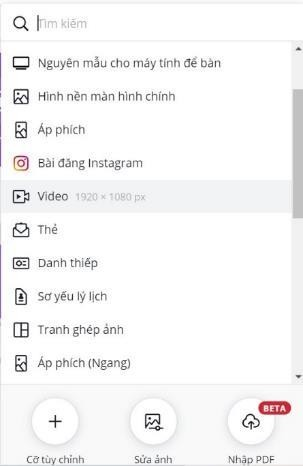 Tìm kiếm
Nguyên mẫu cho máy tính để bàn
Hình nền màn hình chính
Áp phích
Bài đăng Instagram
Video 1920 × 1080 px
Thẻ
Danh thiếp
Sơ yếu lý lịch
Tranh ghép ảnh
Áp phích (Ngang)
BETA
Cỡ tùy chỉnh Sửa ảnh Nhập PDF